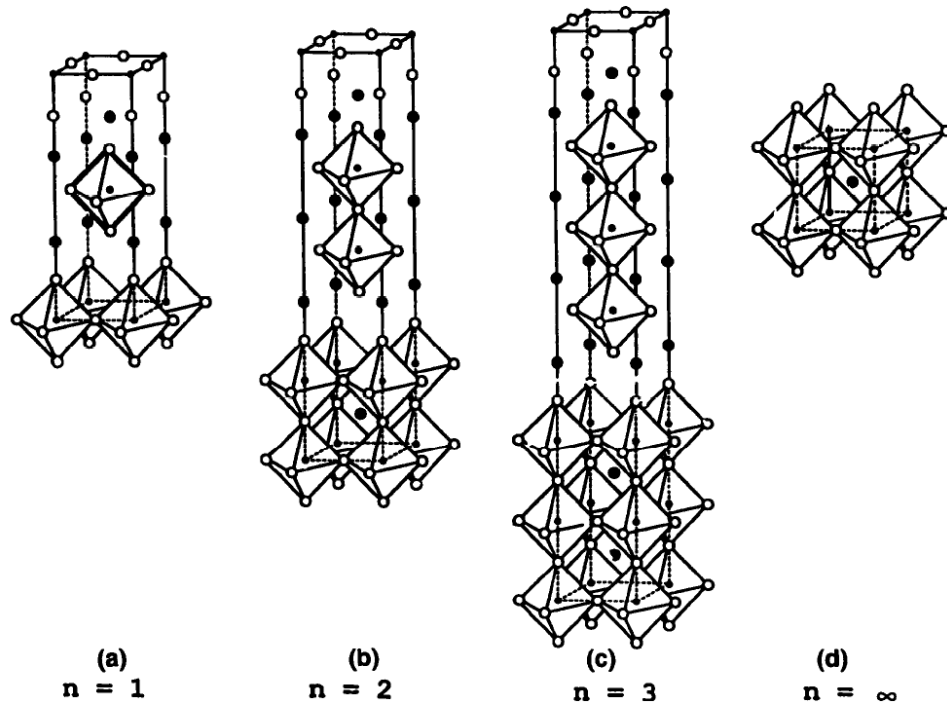 (a) (b) (c) (d)
n = 1 n = 2 n = 3 n = ∞